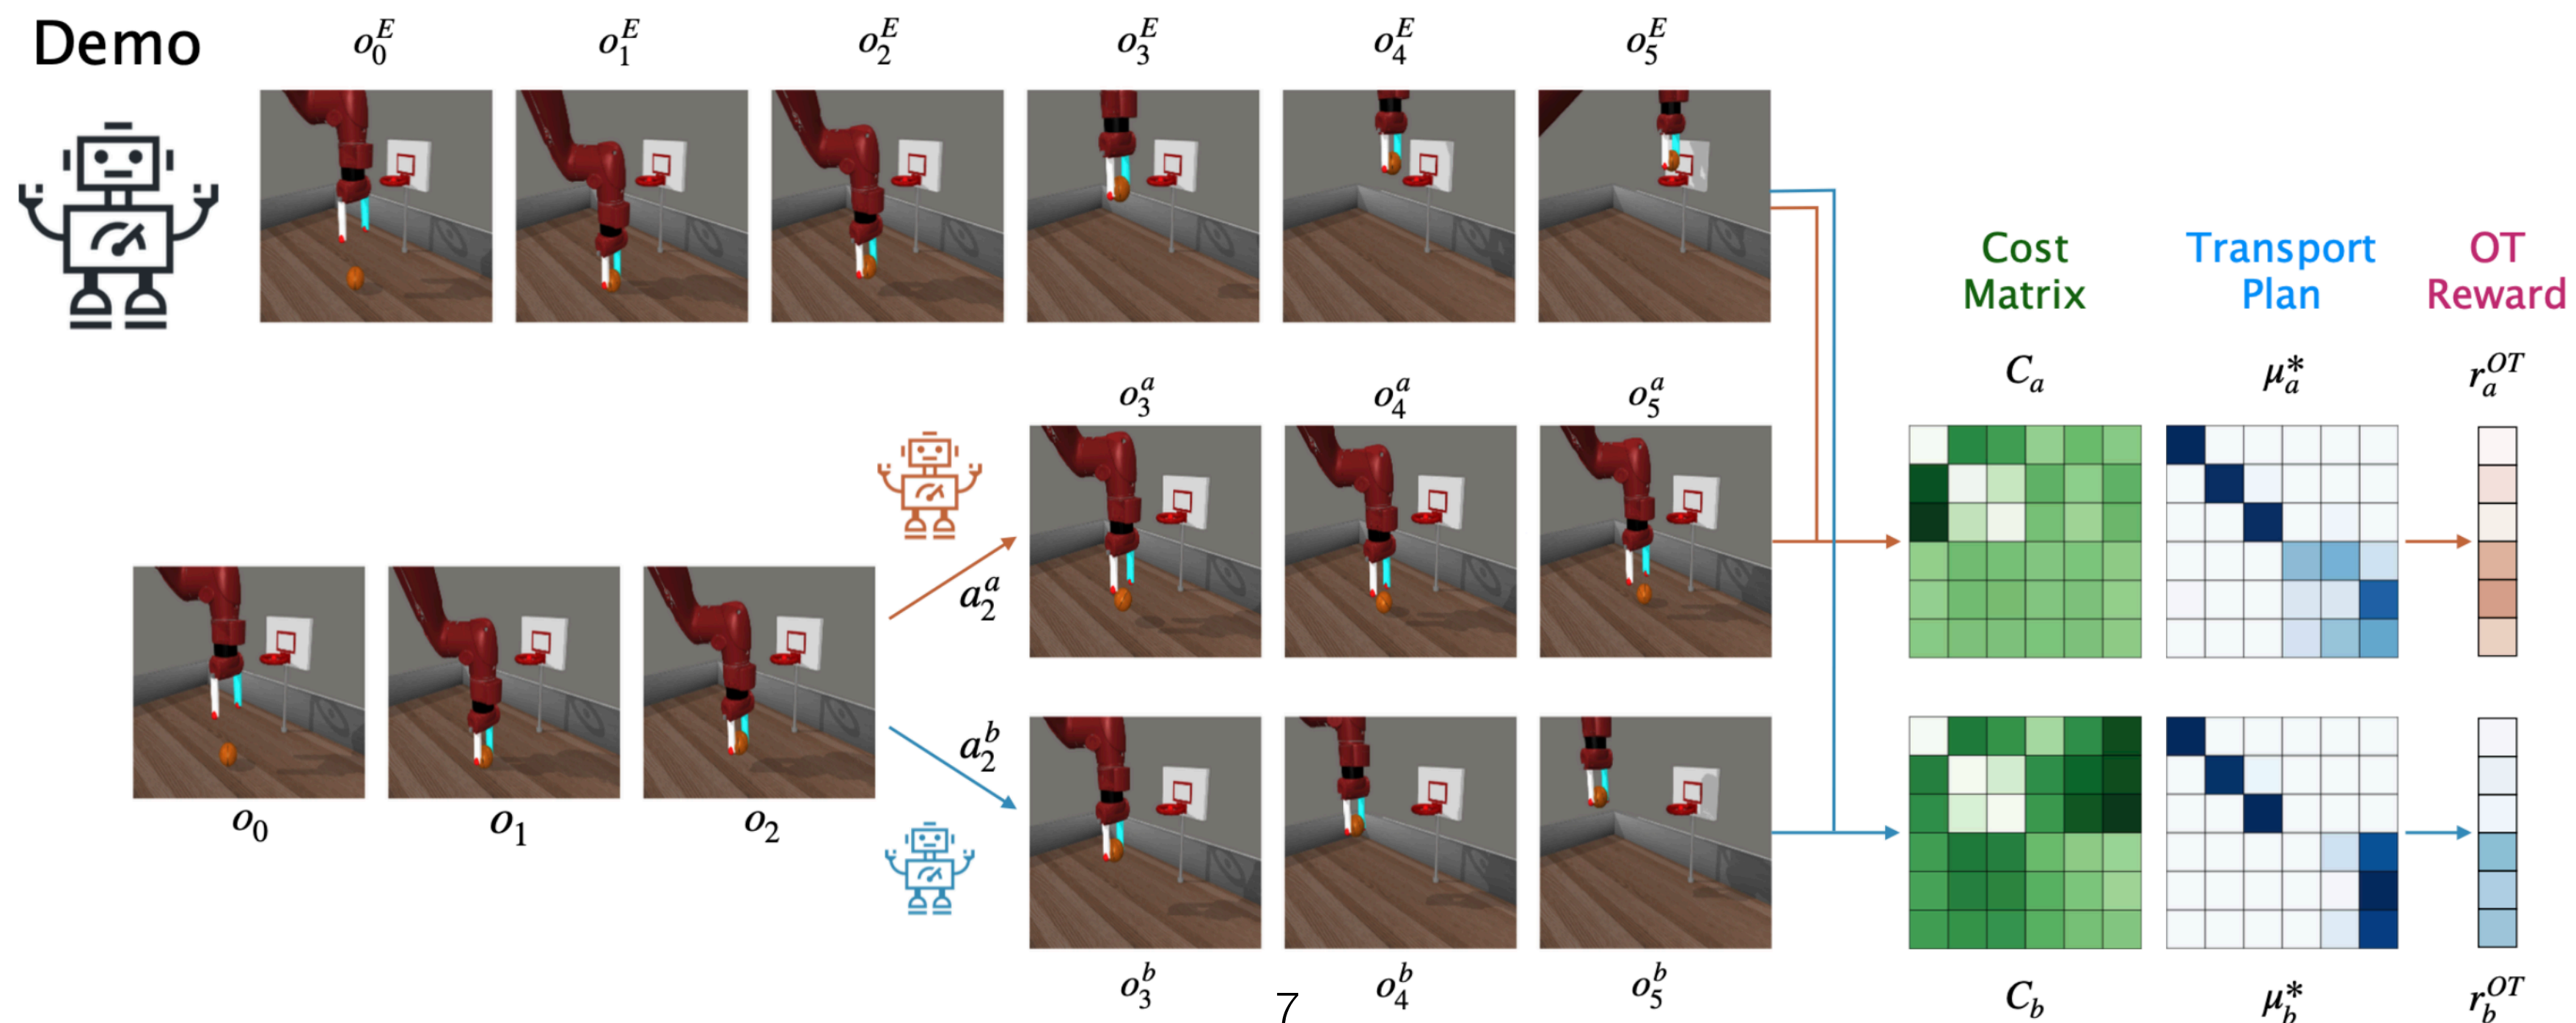 Demo
o_0^E o_1^E o_2^E o_3^E o_4^E o_5^E
Cost Matrix
Transport Plan
OT Reward
C_a μ_a^* r_a^{OT}
o_3^a o_4^a o_5^a
a_2^a
a_2^b
o_0 o_1 o_2
o_3^b o_4^b o_5^b
C_b μ_b^* r_b^{OT}
7